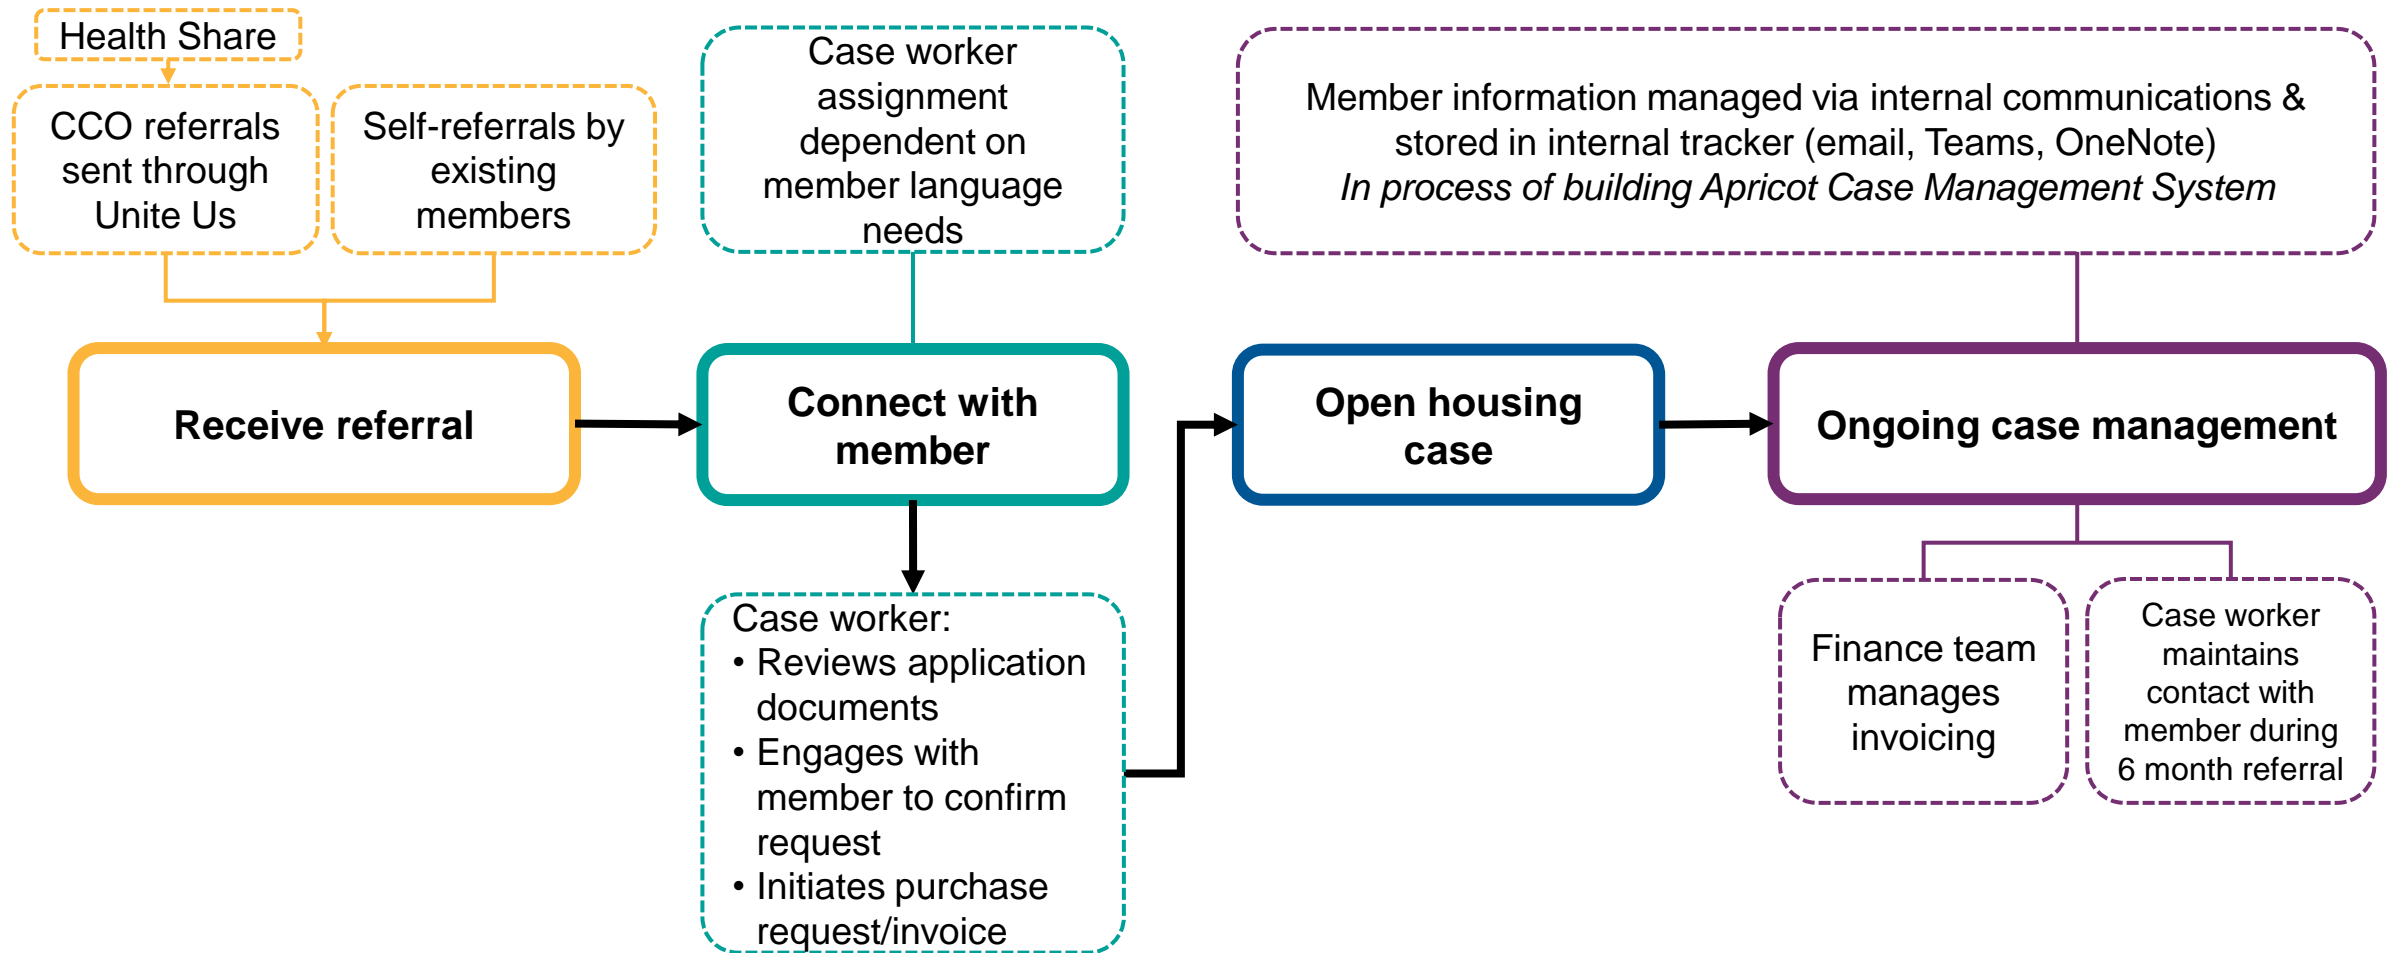 Health Share
CCO referrals
sent through
Unite Us
Self-referrals by
existing
members
Case worker
assignment
dependent on
member language
needs
Member information managed via internal communications &
stored in internal tracker (email, Teams, OneNote)
In process of building Apricot Case Management System
Receive referral
Connect with
member
Open housing
case
Ongoing case management
Case worker:
• Reviews application
documents
• Engages with
member to confirm
request
• Initiates purchase
request/invoice
Finance team
manages
invoicing
Case worker
maintains
contact with
member during
6 month referral